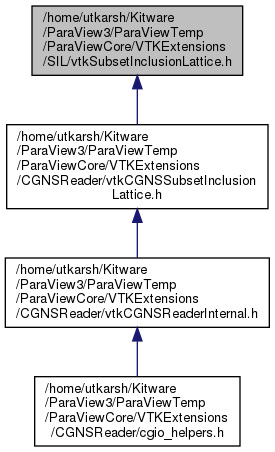 /home/utkarsh/Kitware
/ParaView3/ParaViewTemp
/ParaViewCore/VTKExtensions
/SIL/vtkSubsetInclusionLattice.h
/home/utkarsh/Kitware
/ParaView3/ParaViewTemp
/ParaViewCore/VTKExtensions
/CGNSReader/vtkCGNSSubsetInclusion
Lattice.h
/home/utkarsh/Kitware
/ParaView3/ParaViewTemp
/ParaViewCore/VTKExtensions
/CGNSReader/vtkCGNSReaderInternal.h
/home/utkarsh/Kitware
/ParaView3/ParaViewTemp
/ParaViewCore/VTKExtensions
/CGNSReader/cgio_helpers.h